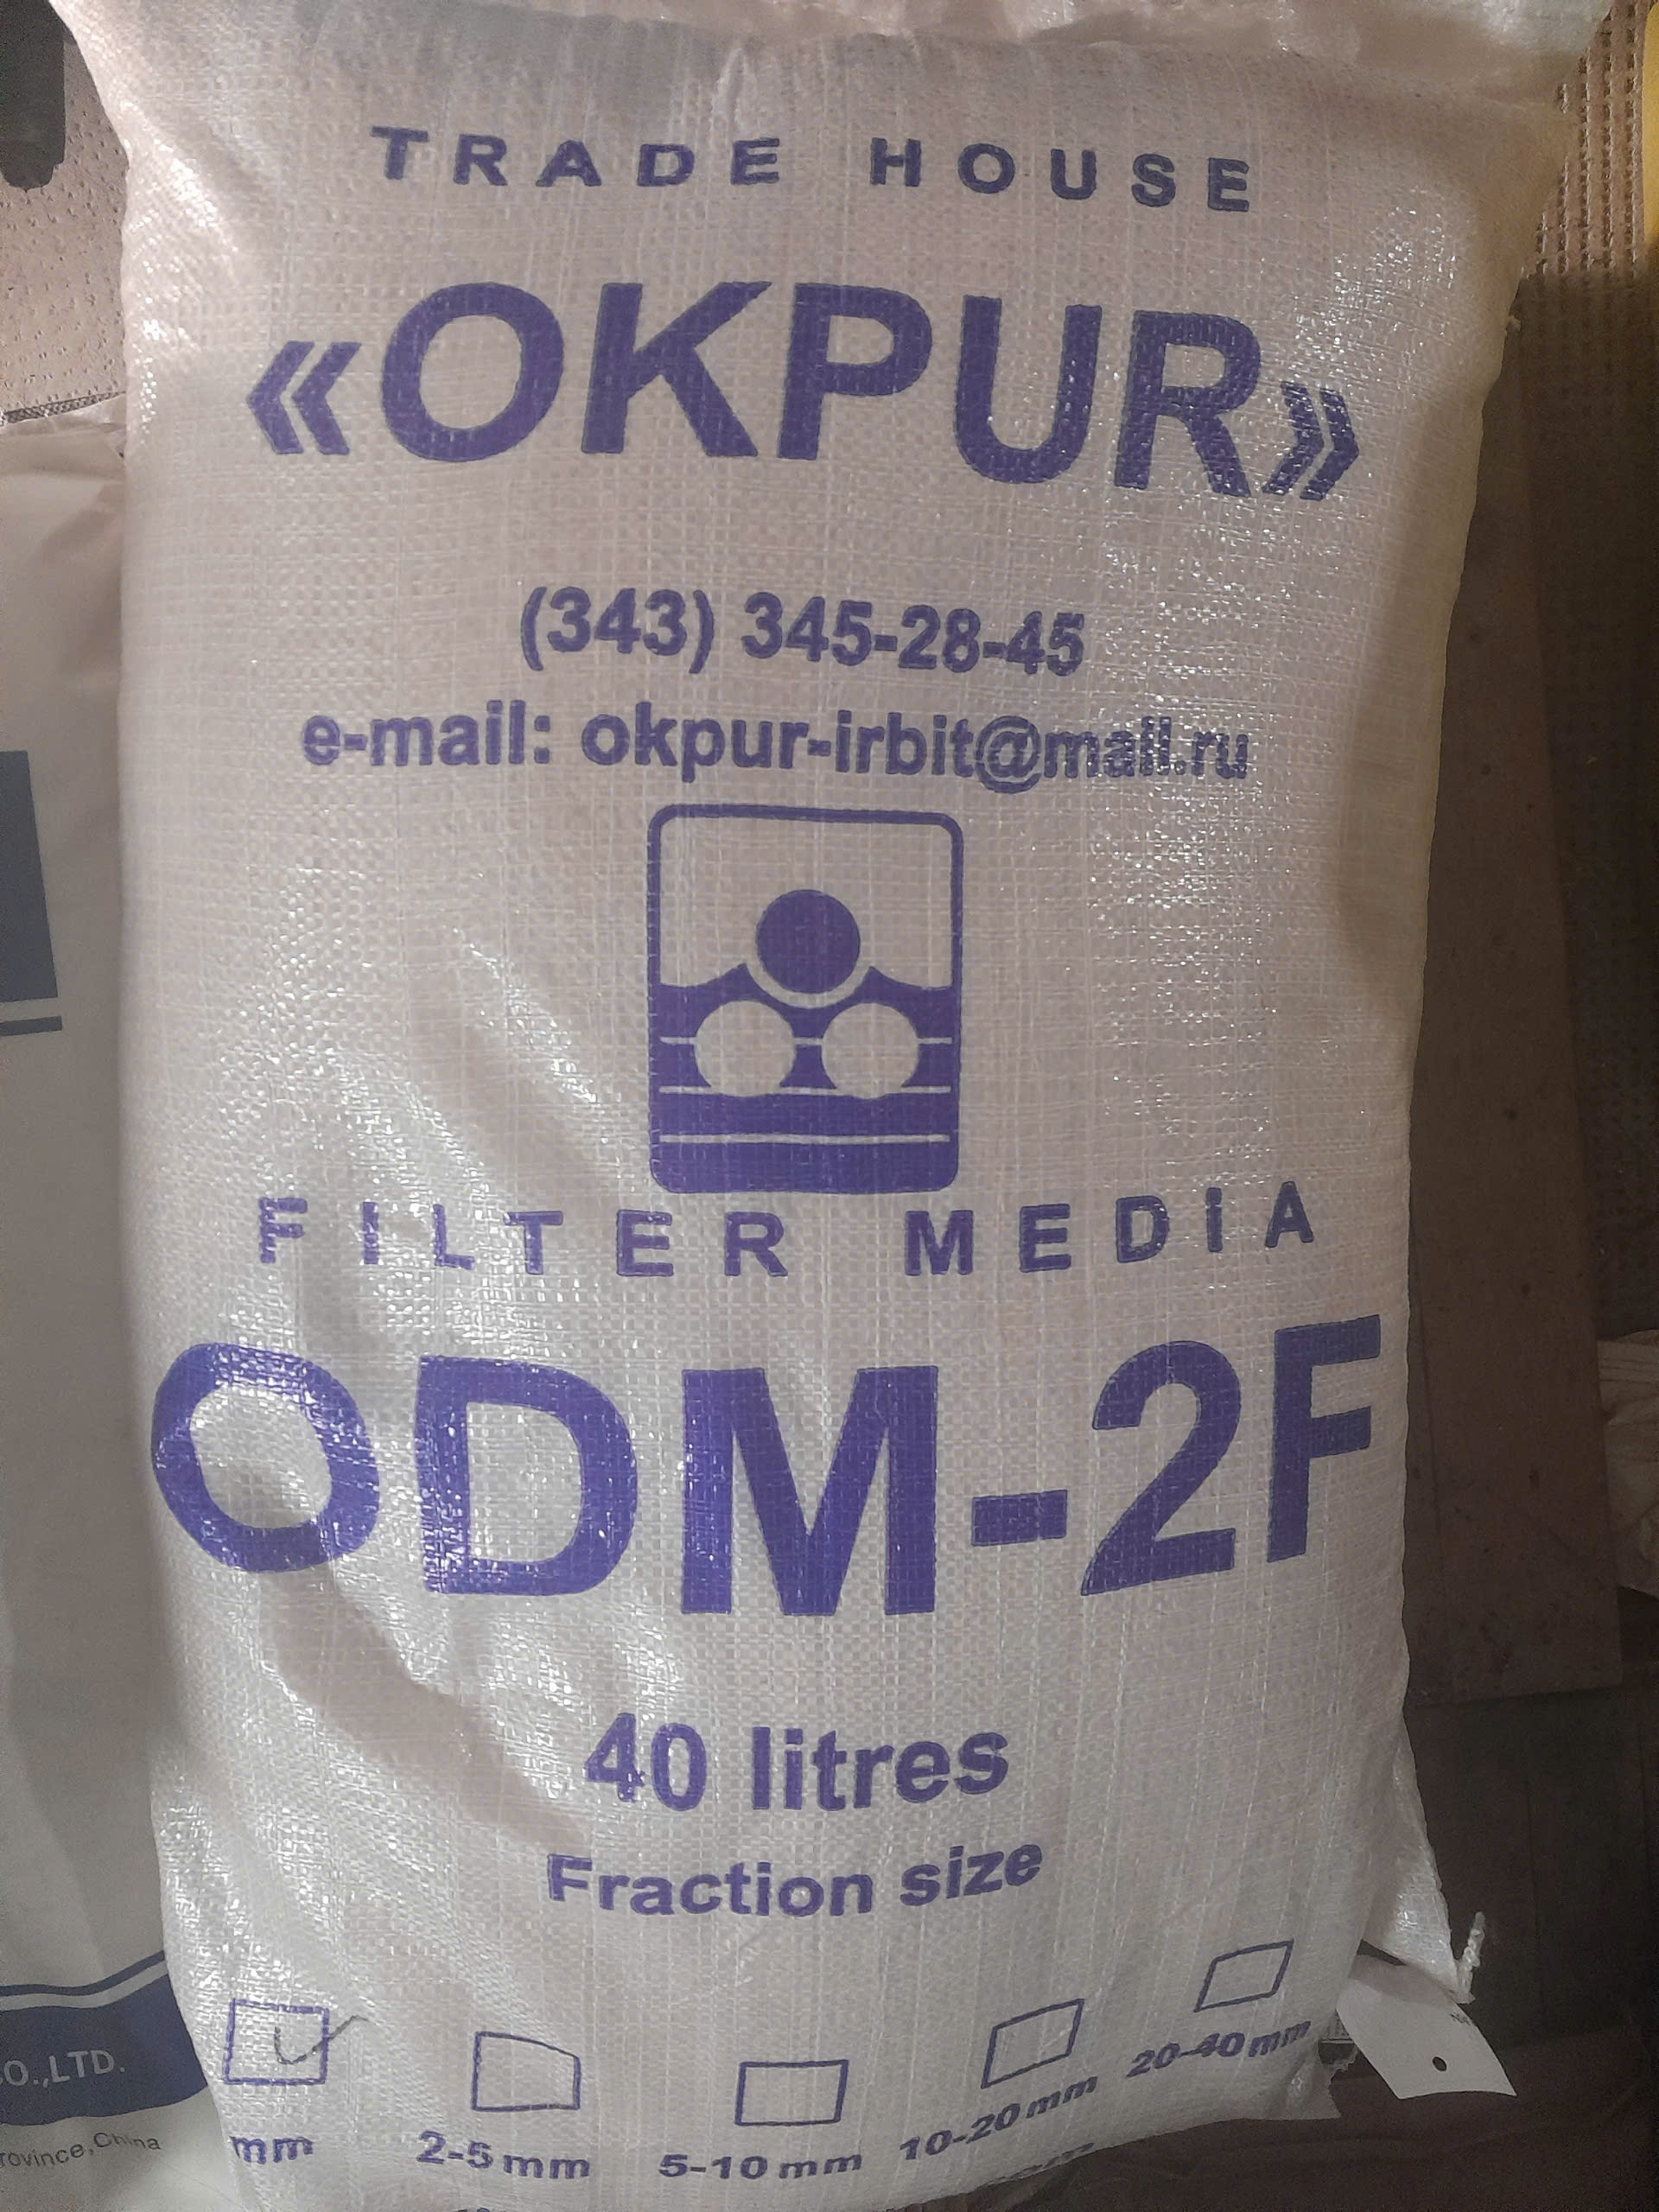 TRADE HOUSE
«OKPUR»
(343) 345-28-45
e-mail: okpur-irbit@mail.ru
FILTER MEDIA
ODM-2F
40 litres
Fraction size
mm
2-5 mm
5-10 mm
10-20 mm
20-40 mm
O.,LTD.
rovince,China